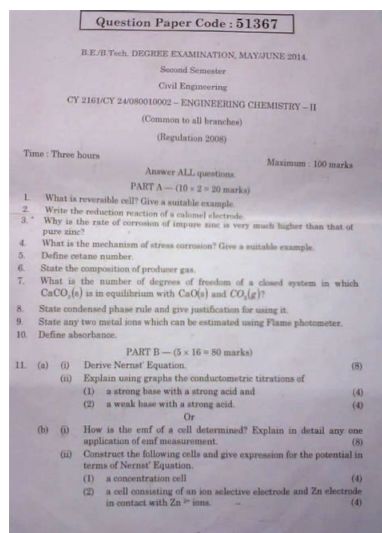 Question Paper Code : 51367
B.E./B.Tech. DEGREE EXAMINATION, MAY/JUNE 2014.
Second Semester
Civil Engineering
CY 2161/CY 24/080010002 – ENGINEERING CHEMISTRY – II
(Common to all branches)
(Regulation 2008)
Time : Three hours
Maximum : 100 marks
Answer ALL questions.
PART A — (10 × 2 = 20 marks)
1. What is reversible cell? Give a suitable example.
2. Write the reduction reaction of a calomel electrode.
3. Why is the rate of corrosion of impure zinc is very much higher than that of
pure zinc?
4. What is the mechanism of stress corrosion? Give a suitable example.
5. Define octane number.
6. State the composition of producer gas.
7. What is the number of degrees of freedom of a closed system in which
CaCO₃(s) is in equilibrium with CaO(s) and CO₂(g)?
8. State condensed phase rule and give justification for using it.
9. State any two metal ions which can be estimated using Flame photometer.
10. Define absorbance.
PART B — (5 × 16 = 80 marks)
11. (a) (i) Derive Nernst' Equation. (8)
(ii) Explain using graphs the conductometric titrations of
(1) a strong base with a strong acid and (4)
(2) a weak base with a strong acid. (4)
Or
(b) (i) How is the emf of a cell determined? Explain in detail any one
application of emf measurement. (8)
(ii) Construct the following cells and give expression for the potential in
terms of Nernst' Equation.
(1) a concentration cell (4)
(2) a cell consisting of an ion selective electrode and Zn electrode
in contact with Zn²⁺ ions. (4)